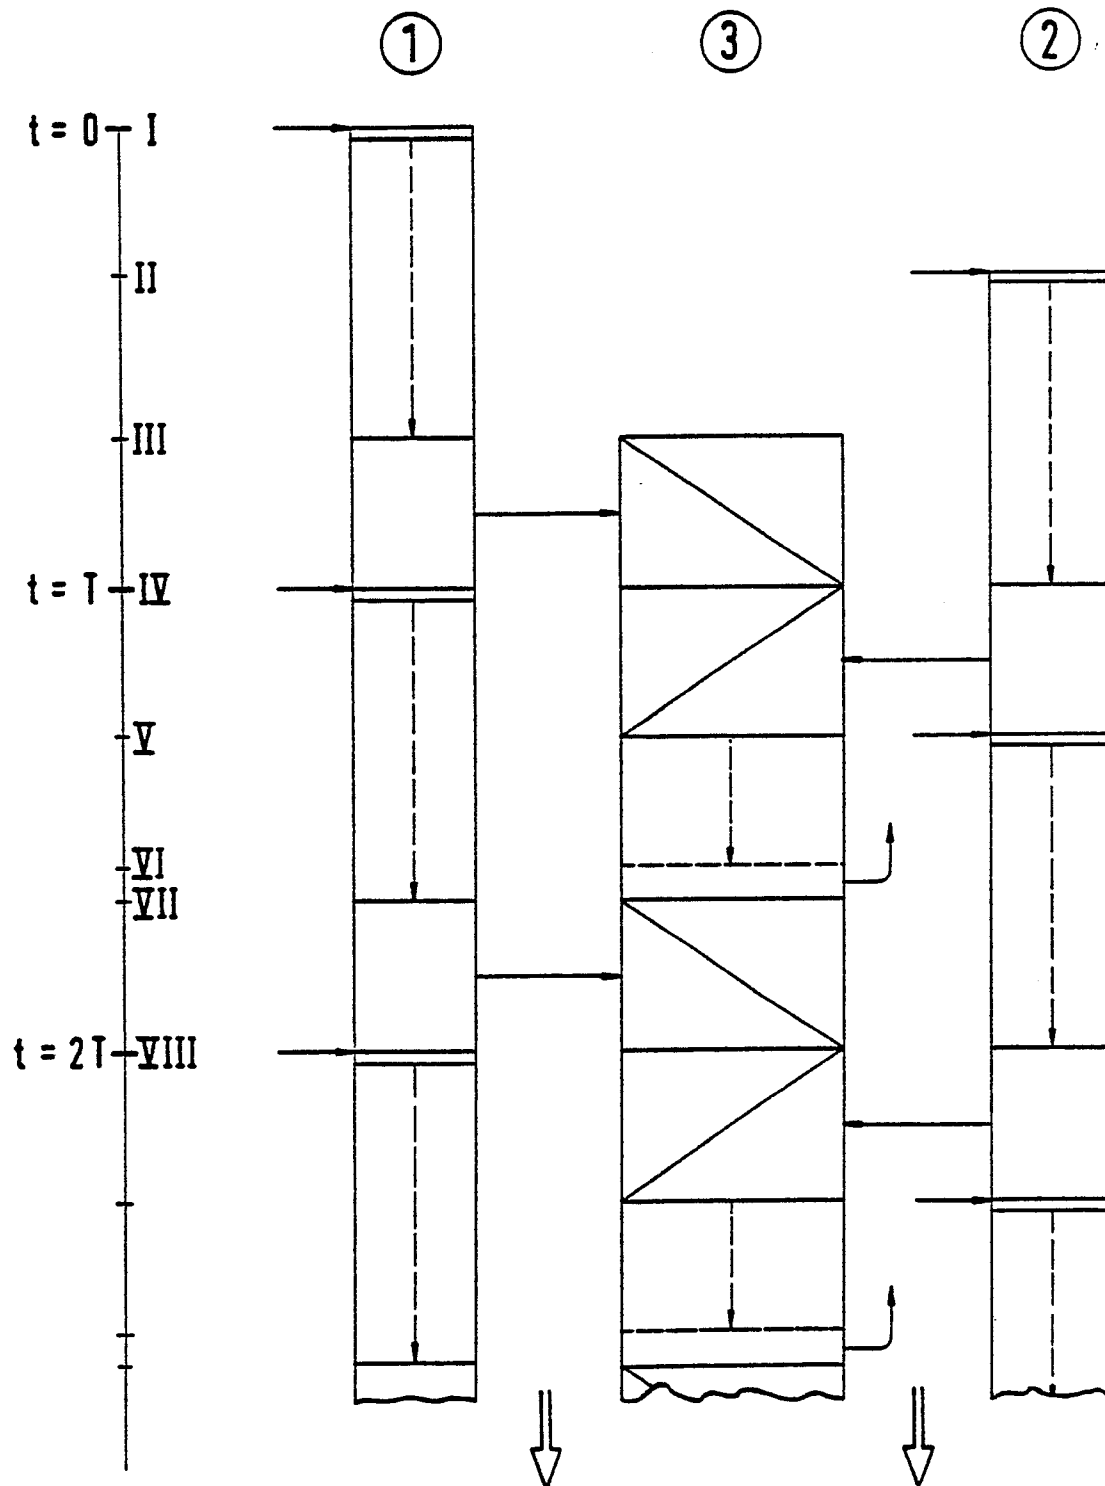 1 3 2
t = 0 I
II
III
t = T IV
V
VI
VII
t = 2T VIII